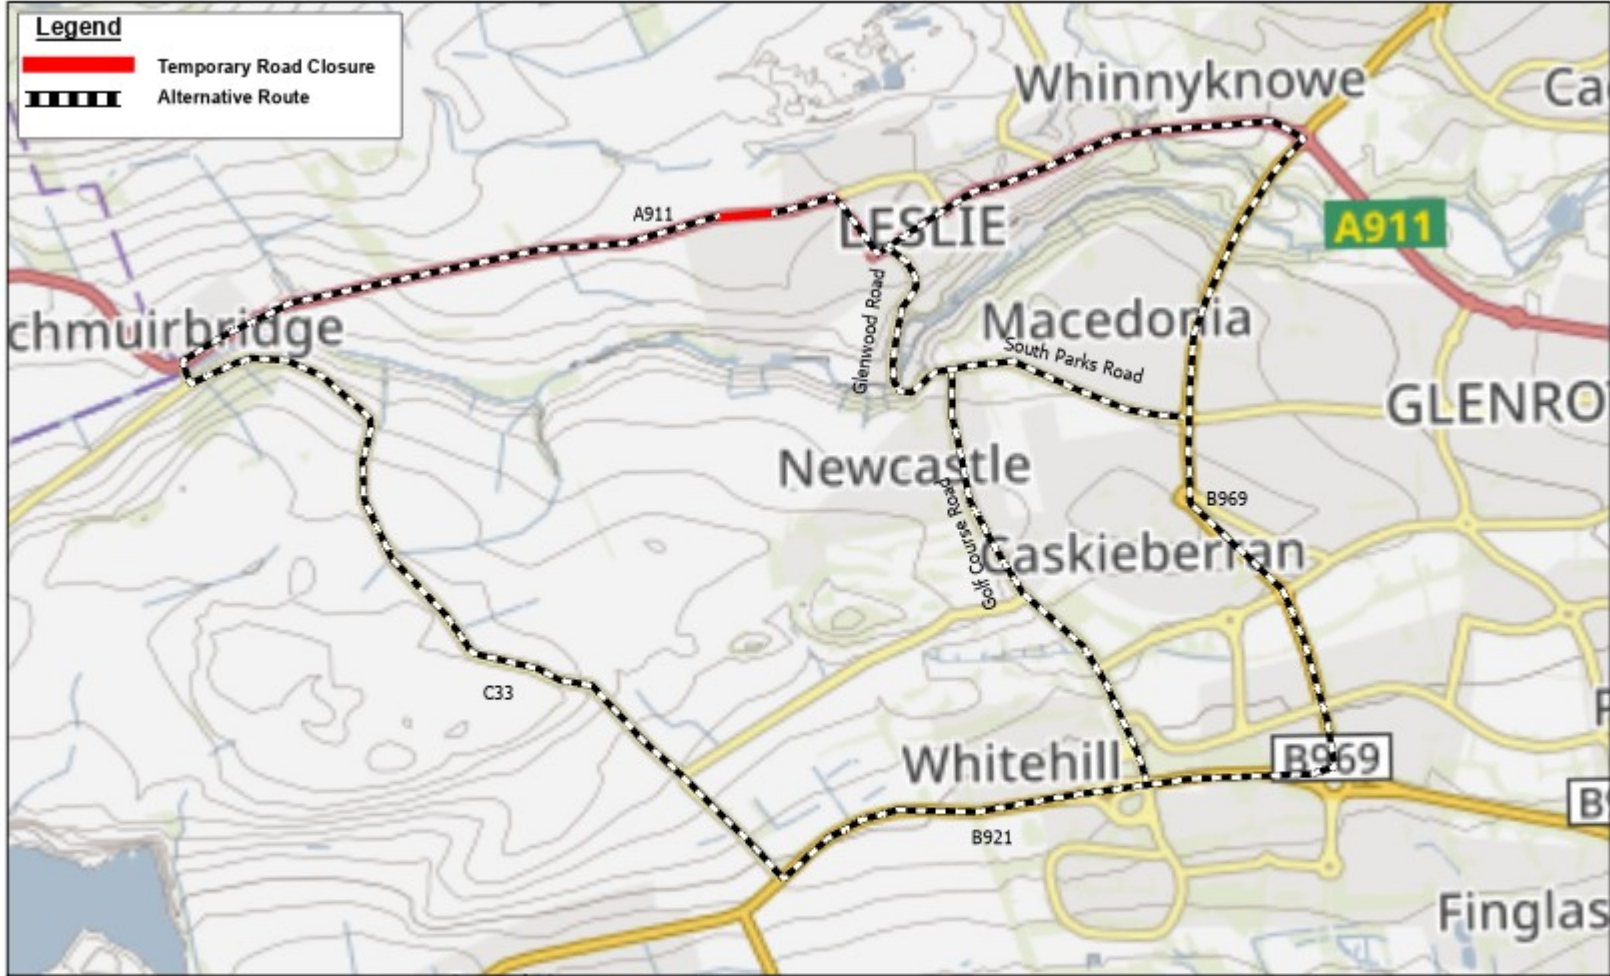 Legend
Temporary Road Closure
Alternative Route
Whinnyknowe
Ca
A911
LESLIE
A911
chmuirbridge
Glenwood Road
Macedonia
South Parks Road
GLENRO
Newcastle
Golf Course Road
B969
Caskieberran
C33
Whitehill
B969
B921
Finglas